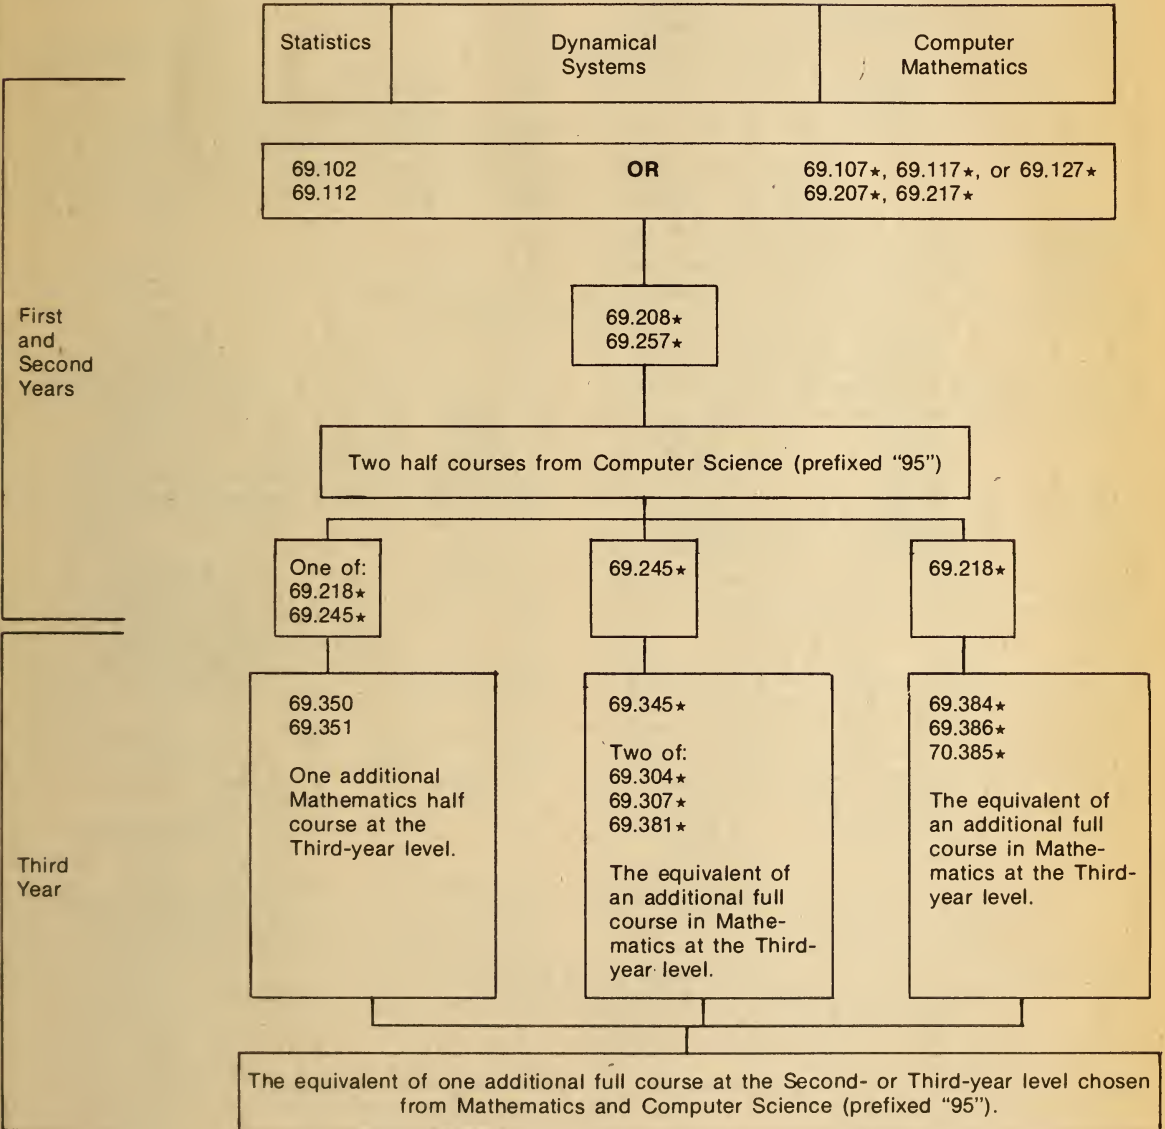 Statistics
Dynamical
Systems
Computer
Mathematics
69.102 OR 69.107★, 69.117★, or 69.127★
69.112 69.207★, 69.217★
First
and
Second
Years
69.208★
69.257★
Two half courses from Computer Science (prefixed “95”)
One of:
69.218★
69.245★
69.245★
69.218★
Third
Year
69.350
69.351
One additional
Mathematics half
course at the
Third-year level.
69.345★
Two of:
69.304★
69.307★
69.381★
The equivalent of
an additional full
course in Mathe-
matics at the Third-
year level.
69.384★
69.386★
70.385★
The equivalent of
an additional full
course in Mathe-
matics at the Third-
year level.
The equivalent of one additional full course at the Second- or Third-year level chosen
from Mathematics and Computer Science (prefixed “95”).